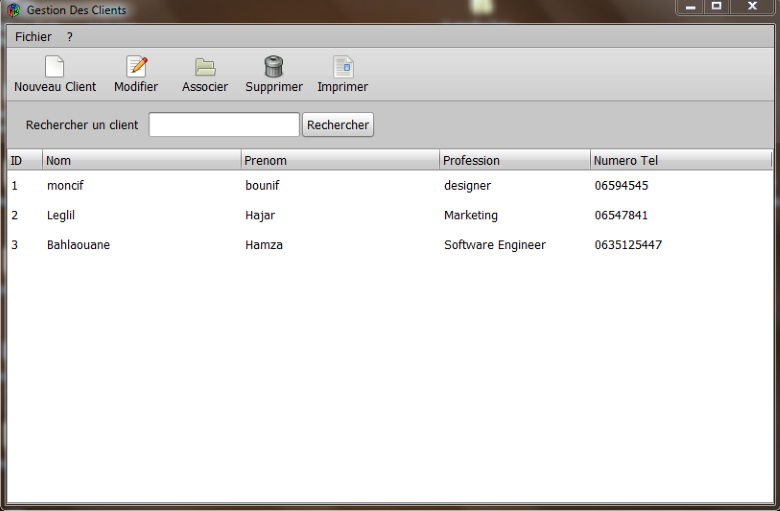 Gestion Des Clients
Fichier ?
Nouveau Client Modifier Associer Supprimer Imprimer
Rechercher un client Rechercher
ID Nom Prenom Profession Numero Tel
1 moncif bounif designer 06594545
2 Leglil Hajar Marketing 06547841
3 Bahlaouane Hamza Software Engineer 0635125447